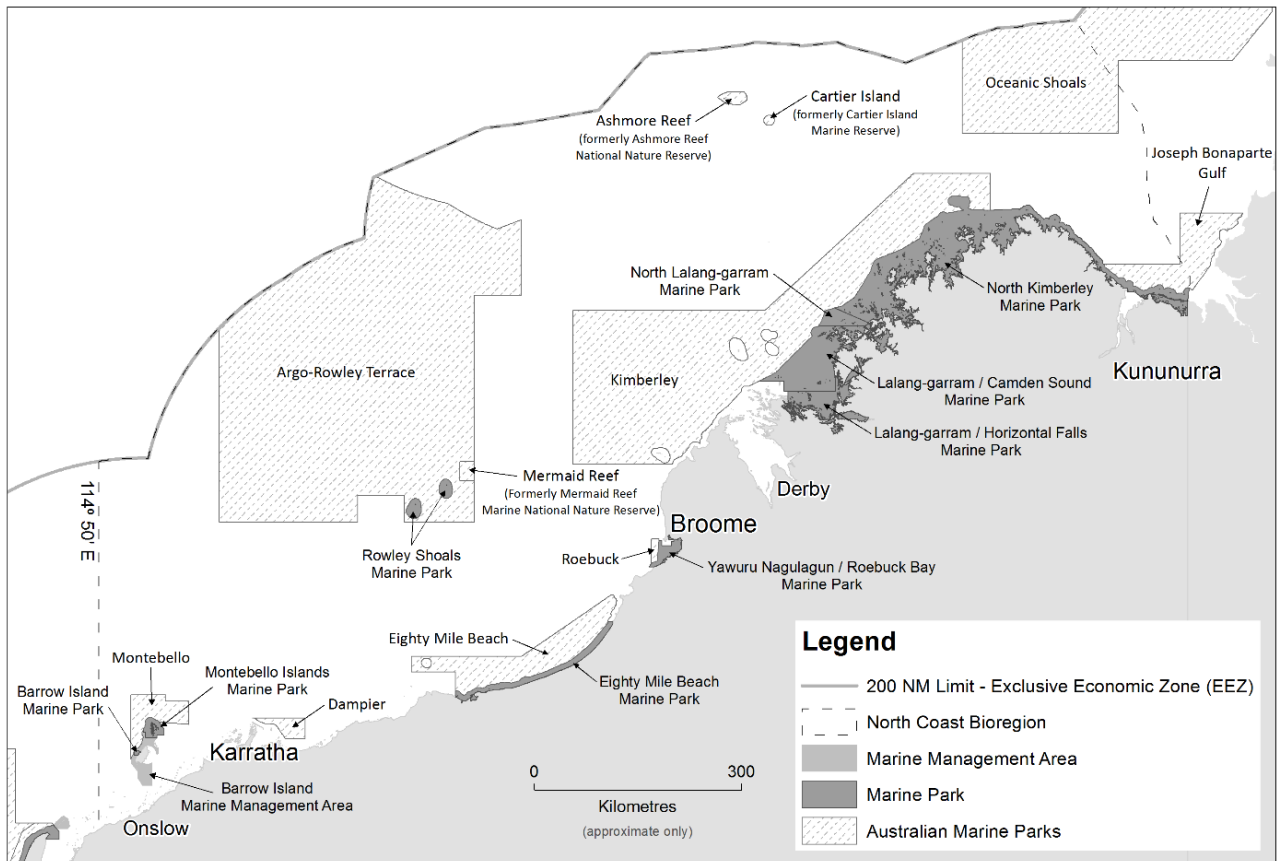 Oceanic Shoals
Cartier Island
(formerly Cartier Island
Marine Reserve)
Ashmore Reef
(formerly Ashmore Reef
National Nature Reserve)
Joseph Bonaparte
Gulf
North Lalang-garram
Marine Park
North Kimberley
Marine Park
Argo-Rowley Terrace
Kimberley
Kununurra
Lalang-garram / Camden Sound
Marine Park
Lalang-garram / Horizontal Falls
Marine Park
Mermaid Reef
(Formerly Mermaid Reef
Marine National Nature Reserve)
Derby
114º 50' E
Broome
Rowley Shoals
Marine Park
Roebuck
Yawuru Nagulagun / Roebuck Bay
Marine Park
Eighty Mile Beach
Montebello
Montebello Islands
Marine Park
Barrow Island
Marine Park
Eighty Mile Beach
Marine Park
Dampier
Karratha
Barrow Island
Marine Management Area
Onslow
0 300
Kilometres
(approximate only)
Legend
200 NM Limit - Exclusive Economic Zone (EEZ)
North Coast Bioregion
Marine Management Area
Marine Park
Australian Marine Parks